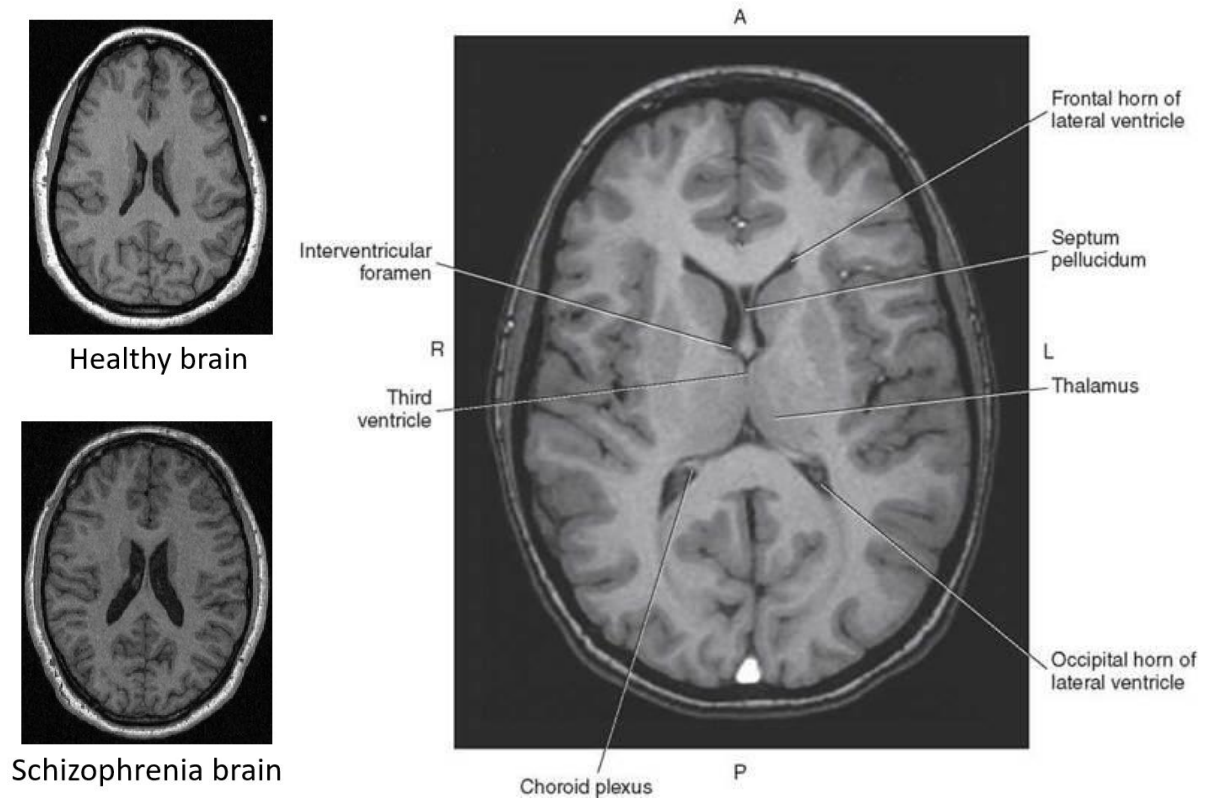 Healthy brain
Schizophrenia brain
A
Frontal horn of
lateral ventricle
Septum
pellucidum
Interventricular
foramen
R
L
Third
ventricle
Thalamus
Occipital horn of
lateral ventricle
Choroid plexus
P